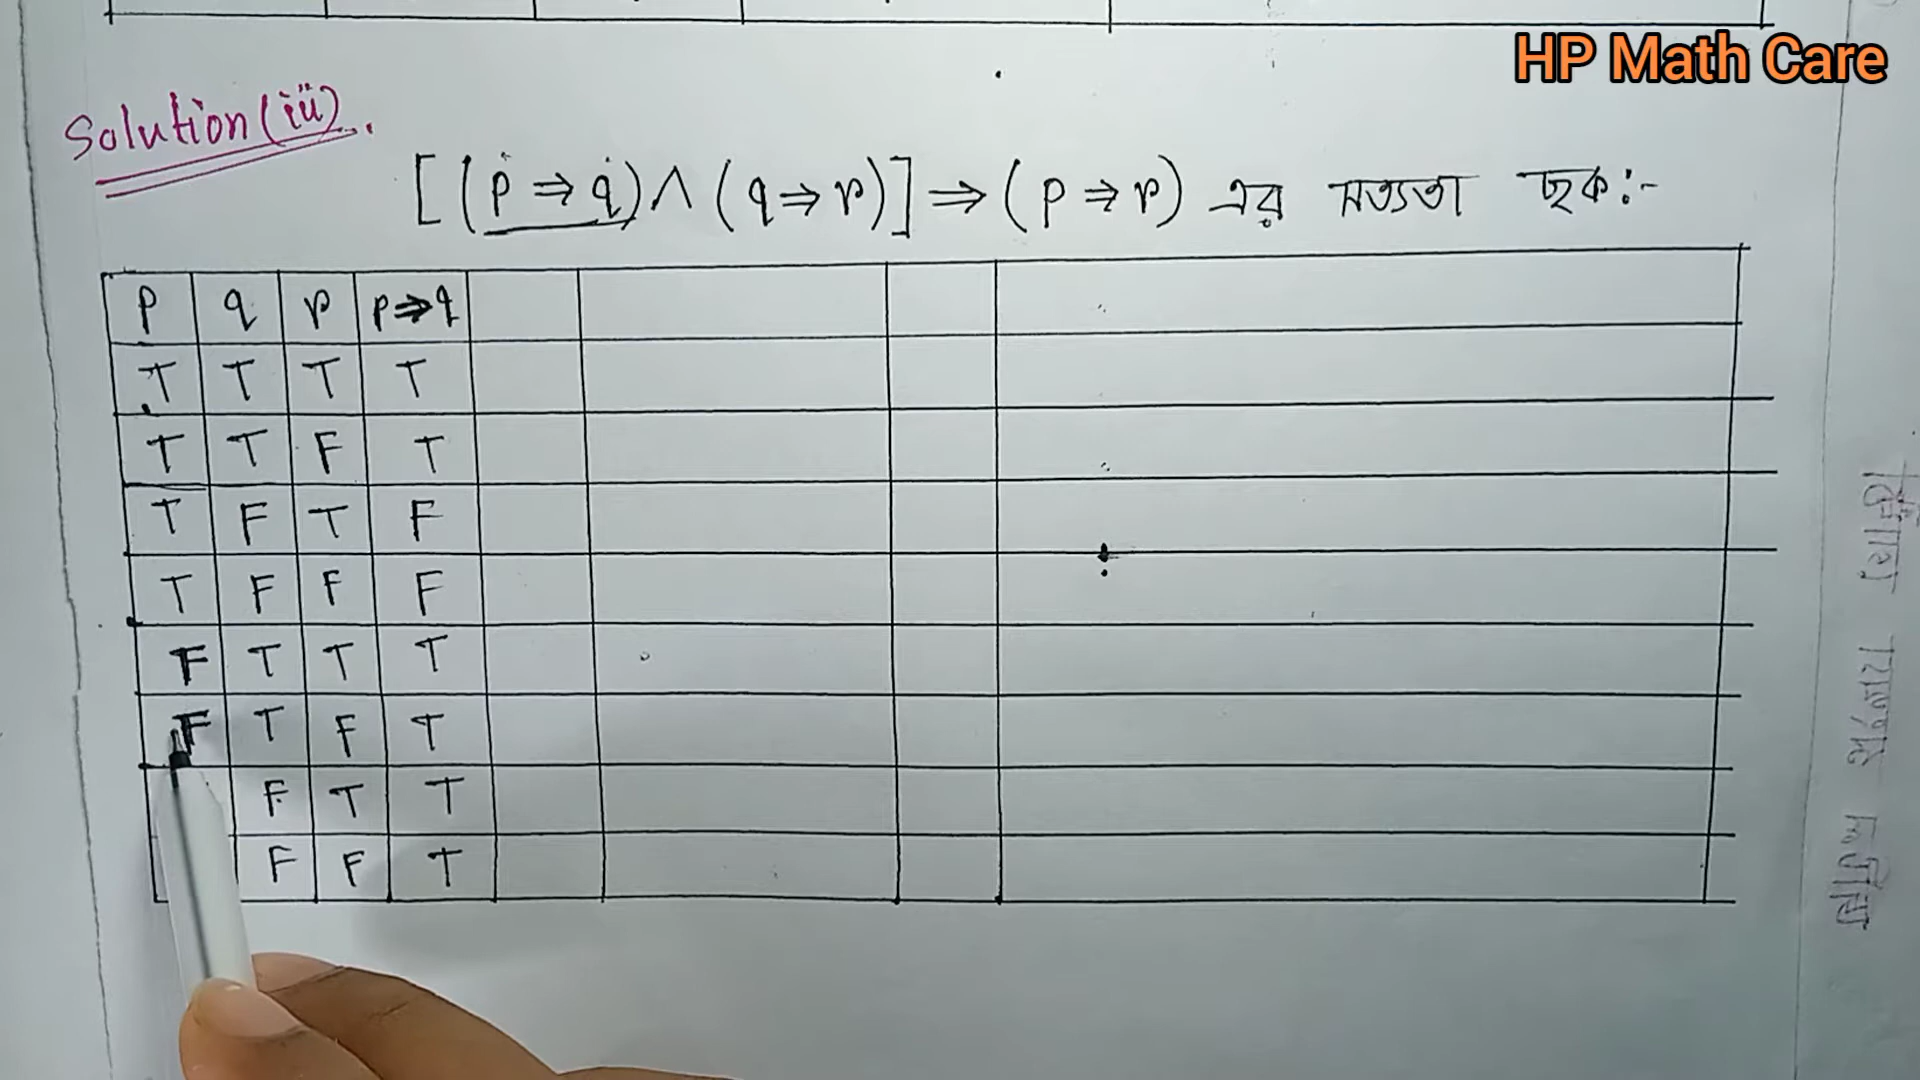 HP Math Care
Solution (iii).
[(p⇒q)∧(q⇒r)]⇒(p⇒r) এর সত্যতা ছক:-
p q r p⇒q
T T T T
T T F T
T F T F
T F F F
F T T T
F T F T
F T T
F F T